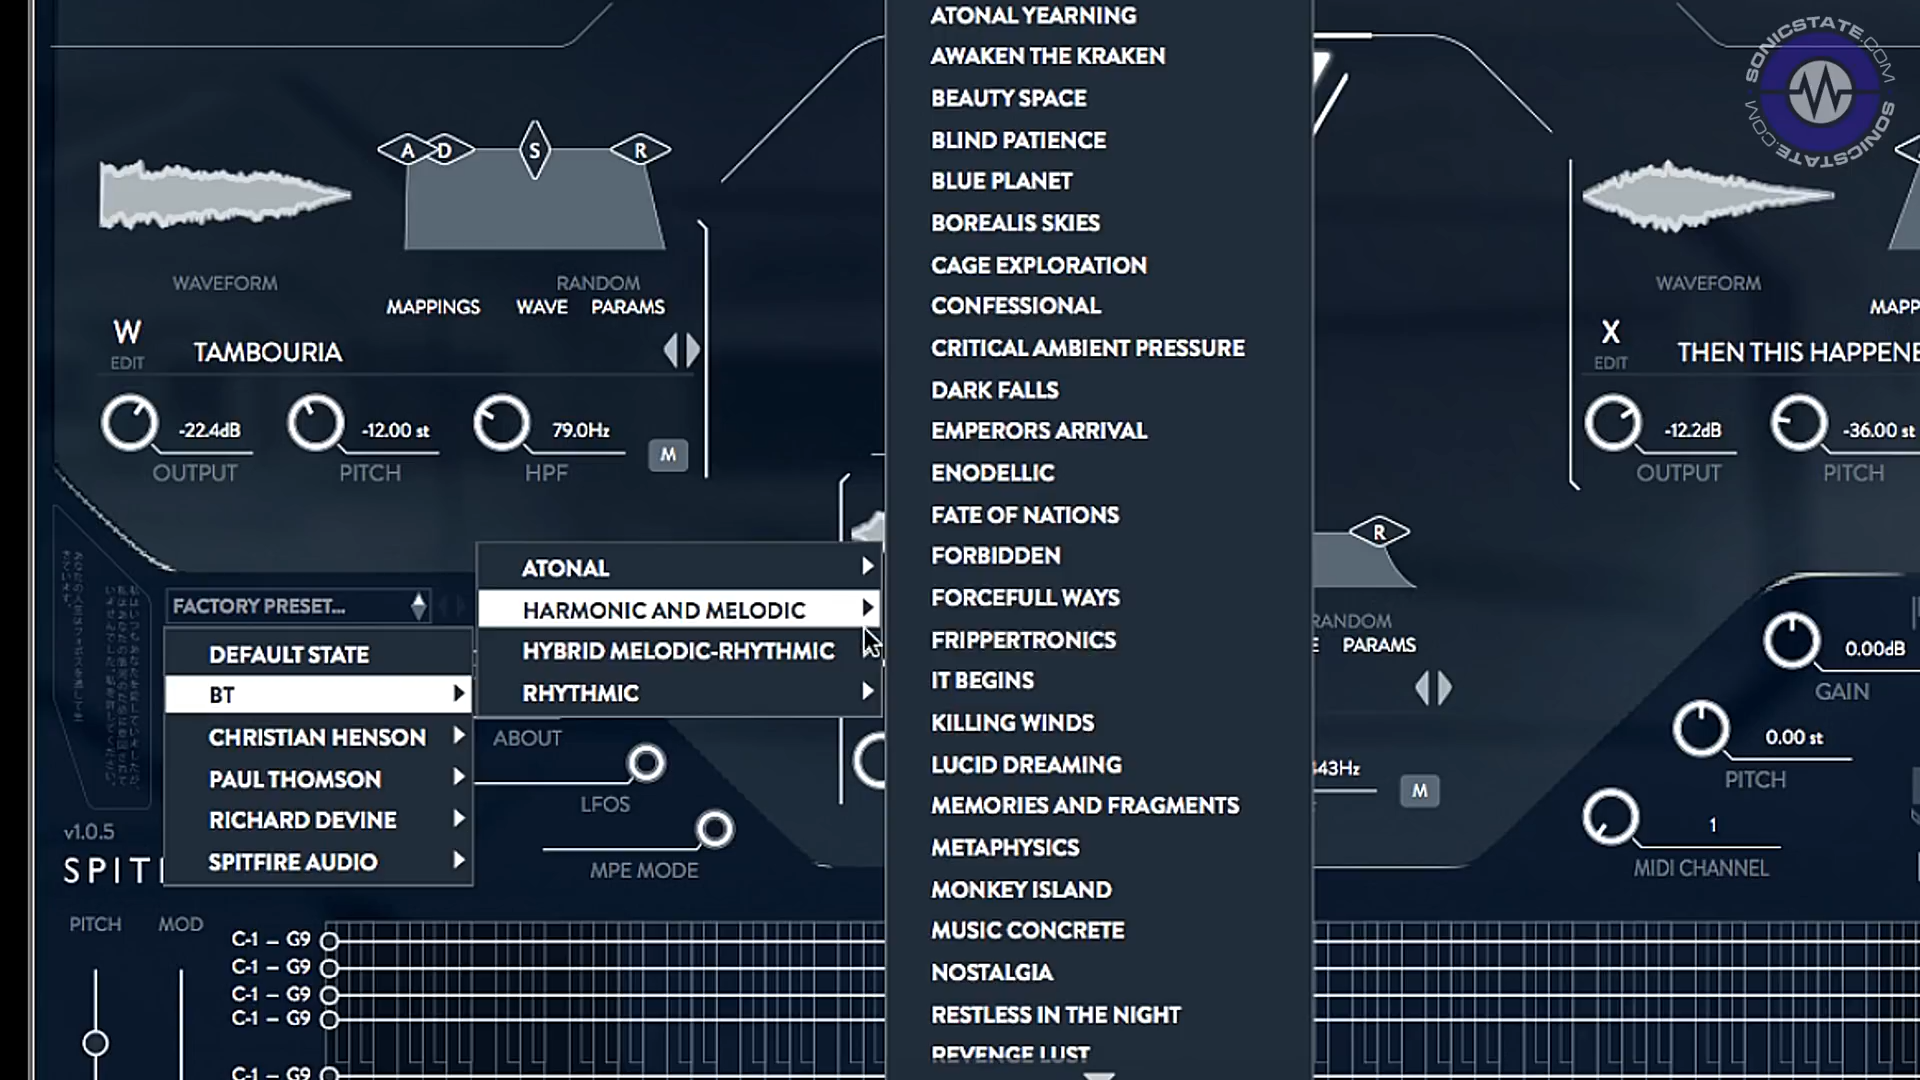 SONICSTATE.COM
SONICSTATE.COM
A D S R
WAVEFORM
RANDOM
MAPPINGS WAVE PARAMS
W
EDIT
TAMBOURIA
-22.4dB
OUTPUT
-12.00 st
PITCH
79.0Hz
HPF
M
FACTORY PRESET...
DEFAULT STATE
BT
CHRISTIAN HENSON
PAUL THOMSON
RICHARD DEVINE
SPITFIRE AUDIO
ATONAL
HARMONIC AND MELODIC
HYBRID MELODIC-RHYTHMIC
RHYTHMIC
ATONAL YEARNING
AWAKEN THE KRAKEN
BEAUTY SPACE
BLIND PATIENCE
BLUE PLANET
BOREALIS SKIES
CAGE EXPLORATION
CONFESSIONAL
CRITICAL AMBIENT PRESSURE
DARK FALLS
EMPERORS ARRIVAL
ENODELLIC
FATE OF NATIONS
FORBIDDEN
FORCEFULL WAYS
FRIPPERTRONICS
IT BEGINS
KILLING WINDS
LUCID DREAMING
MEMORIES AND FRAGMENTS
METAPHYSICS
MONKEY ISLAND
MUSIC CONCRETE
NOSTALGIA
RESTLESS IN THE NIGHT
REVENGE LUST
WAVEFORM
MAPP
X
EDIT
THEN THIS HAPPENE
-12.2dB
OUTPUT
-36.00 st
PITCH
R
RANDOM
E PARAMS
443Hz
M
0.00dB
GAIN
0.00 st
PITCH
1
MIDI CHANNEL
ABOUT
LFOS
MPE MODE
v1.0.5
SPIT
PITCH MOD
C-1 – G9
C-1 – G9
C-1 – G9
C-1 – G9
C-1 – G9